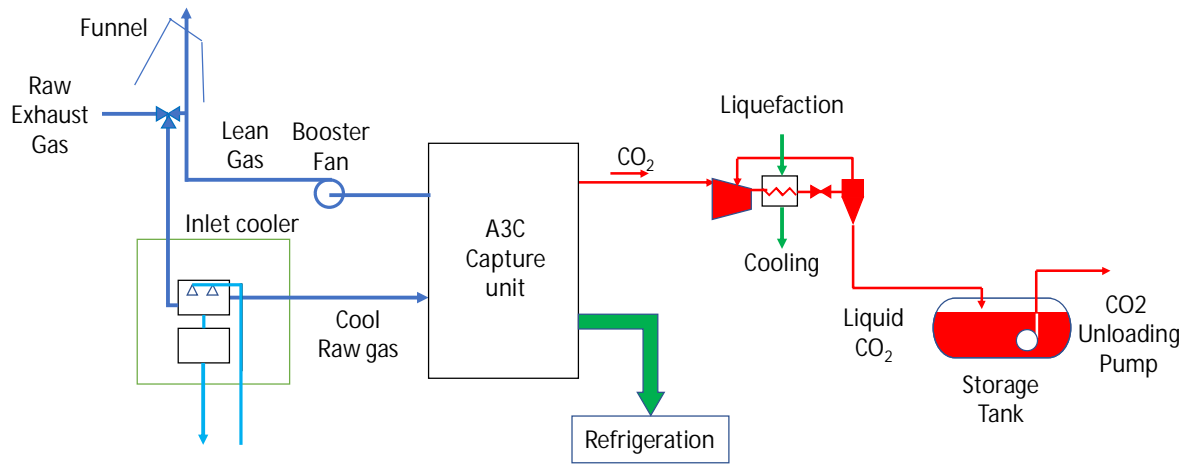 Funnel
Raw
Exhaust
Gas
Lean
Gas
Booster
Fan
Inlet cooler
Cool
Raw gas
A3C
Capture
unit
CO₂
Liquefaction
Cooling
Refrigeration
Liquid
CO₂
Storage
Tank
CO2
Unloading
Pump